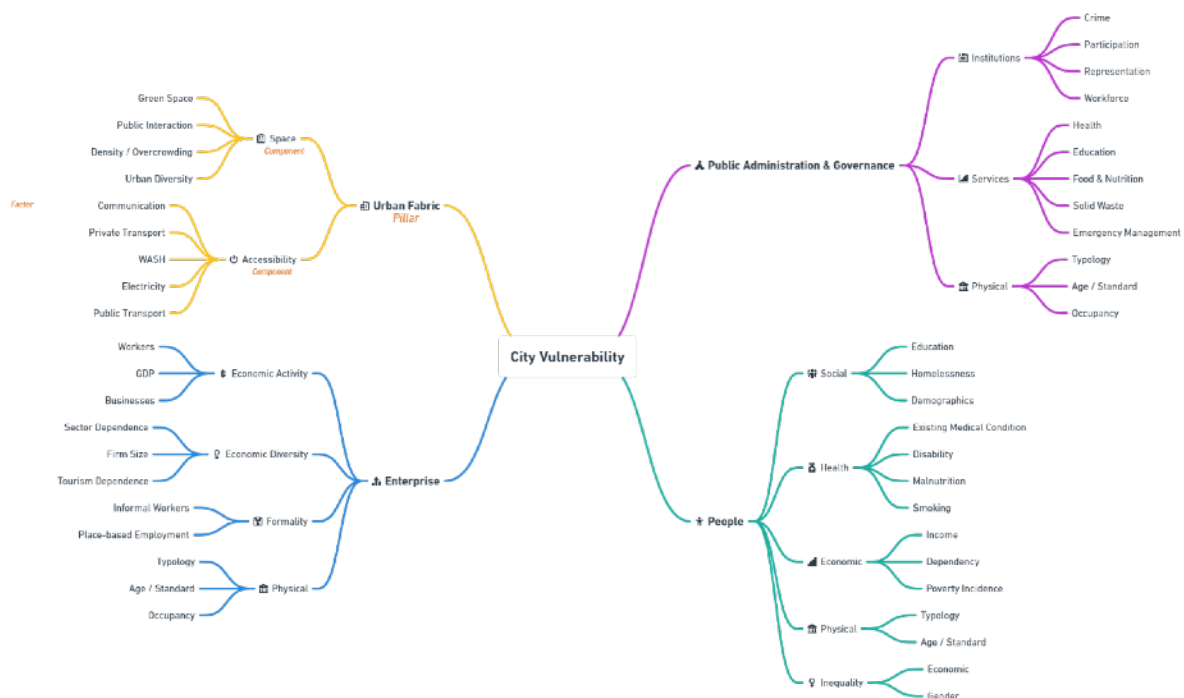 City Vulnerability
Urban Fabric
Pillar
Space
Component
Green Space
Public Interaction
Density / Overcrowding
Urban Diversity
Accessibility
Component
Factor
Communication
Private Transport
WASH
Electricity
Public Transport
Enterprise
Economic Activity
Workers
GDP
Businesses
Economic Diversity
Sector Dependence
Firm Size
Tourism Dependence
Formality
Informal Workers
Place-based Employment
Physical
Typology
Age / Standard
Occupancy
Public Administration & Governance
Institutions
Crime
Participation
Representation
Workforce
Services
Health
Education
Food & Nutrition
Solid Waste
Emergency Management
Physical
Typology
Age / Standard
Occupancy
People
Social
Education
Homelessness
Demographics
Health
Existing Medical Condition
Disability
Malnutrition
Smoking
Economic
Income
Dependency
Poverty Incidence
Physical
Typology
Age / Standard
Inequality
Economic
Gender